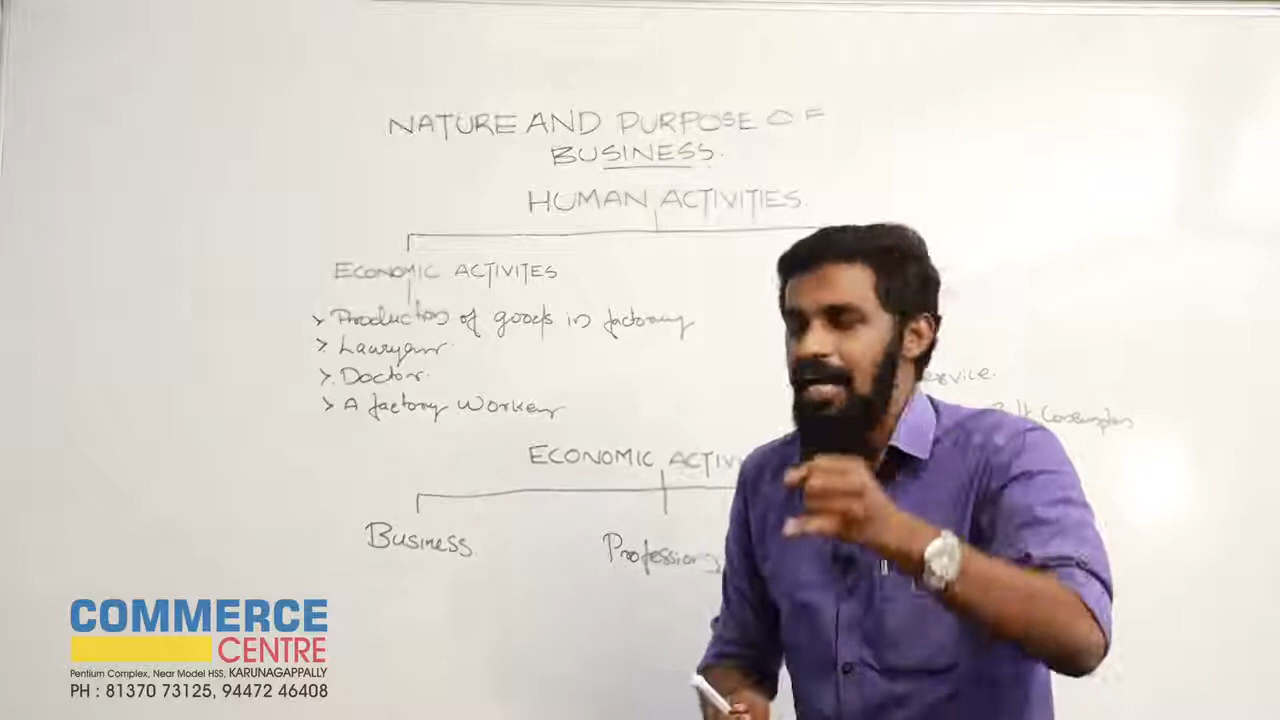 NATURE AND PURPOSE OF
BUSINESS.
HUMAN ACTIVITIES.
ECONOMIC ACTIVITES
> Production of goods in factory
> Lawyer.
> Doctor.
> A factory Worker
ervice.
ECONOMIC ACTIV
Business
Profession
COMMERCE
CENTRE
Pentium Complex, Near Model HSS, KARUNAGAPPALLY
PH : 81370 73125, 94472 46408